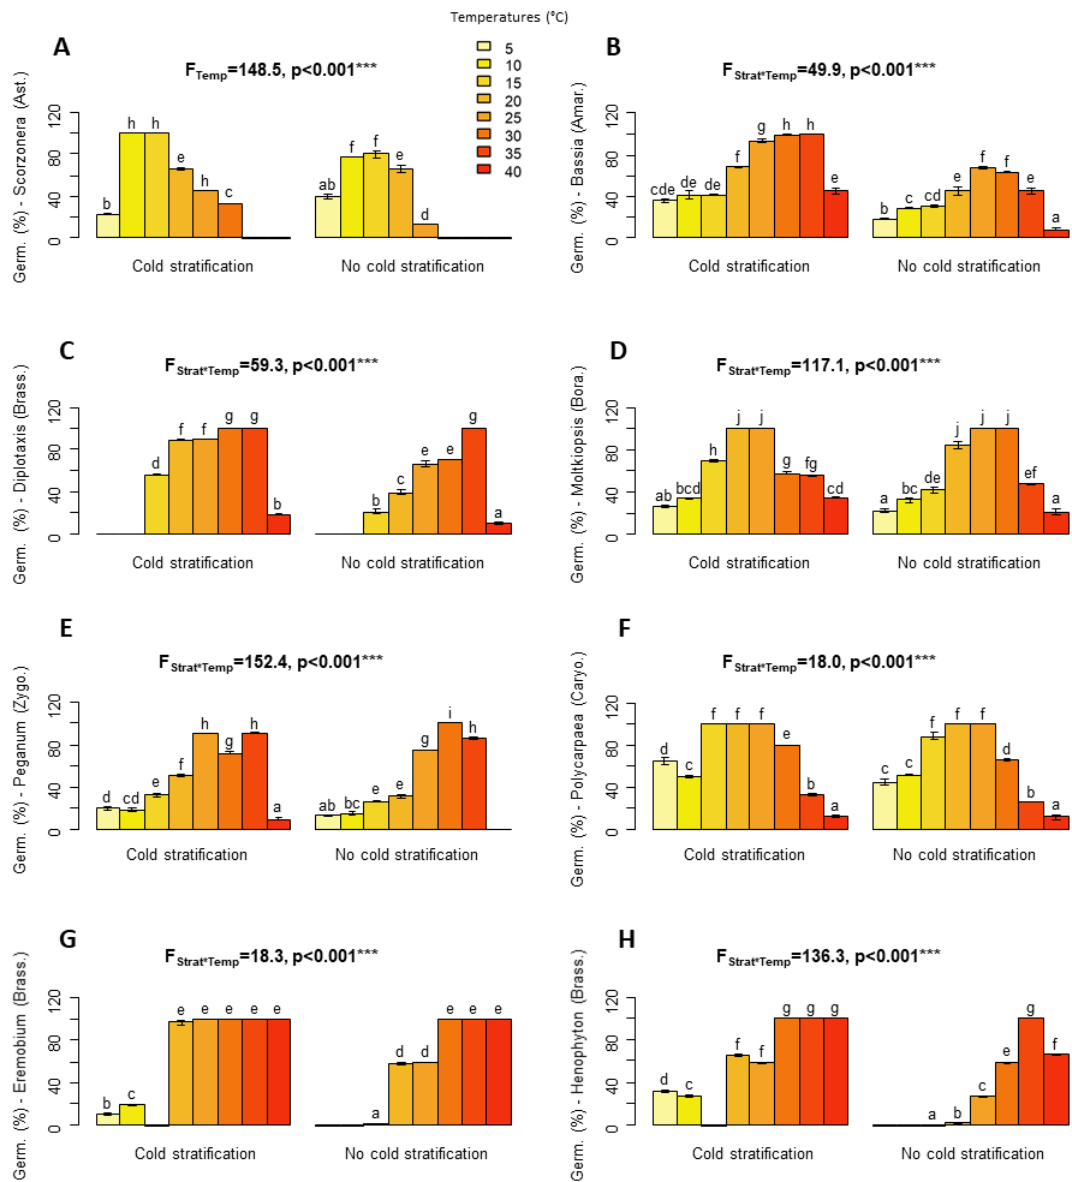 Temperatures (°C)
5
10
15
20
25
30
35
40
A
F Temp=148.5, p<0.001***
Germ. (%) - Scorzonera (Ast.)
0 40 80 120
b h h e h c
ab f f e d
Cold stratification No cold stratification
B
F Strat*Temp=49.9, p<0.001***
Germ. (%) - Bassia (Amar.)
0 40 80 120
cde de de f g h h e
b c cd e f f e a
Cold stratification No cold stratification
C
F Strat*Temp=59.3, p<0.001***
Germ. (%) - Diplotaxis (Brass.)
0 40 80 120
d f f g g b
b c e e g a
Cold stratification No cold stratification
D
F Strat*Temp=117.1, p<0.001***
Germ. (%) - Moltkiopsis (Bora.)
0 40 80 120
ab bcd h j j g fg cd
a bc de j j j ef a
Cold stratification No cold stratification
E
F Strat*Temp=152.4, p<0.001***
Germ. (%) - Peganum (Zygo.)
0 40 80 120
d cd e f h g h a
ab bc e e g i h
Cold stratification No cold stratification
F
F Strat*Temp=18.0, p<0.001***
Germ. (%) - Polycarpaea (Caryo.)
0 40 80 120
d c f f f e b a
c c f f f d b a
Cold stratification No cold stratification
G
F Strat*Temp=18.3, p<0.001***
Germ. (%) - Eremobium (Brass.)
0 40 80 120
b c e e e e e
a d d e e e
Cold stratification No cold stratification
H
F Strat*Temp=136.3, p<0.001***
Germ. (%) - Henophyton (Brass.)
0 40 80 120
d c f f g g g
a b c e g f
Cold stratification No cold stratification